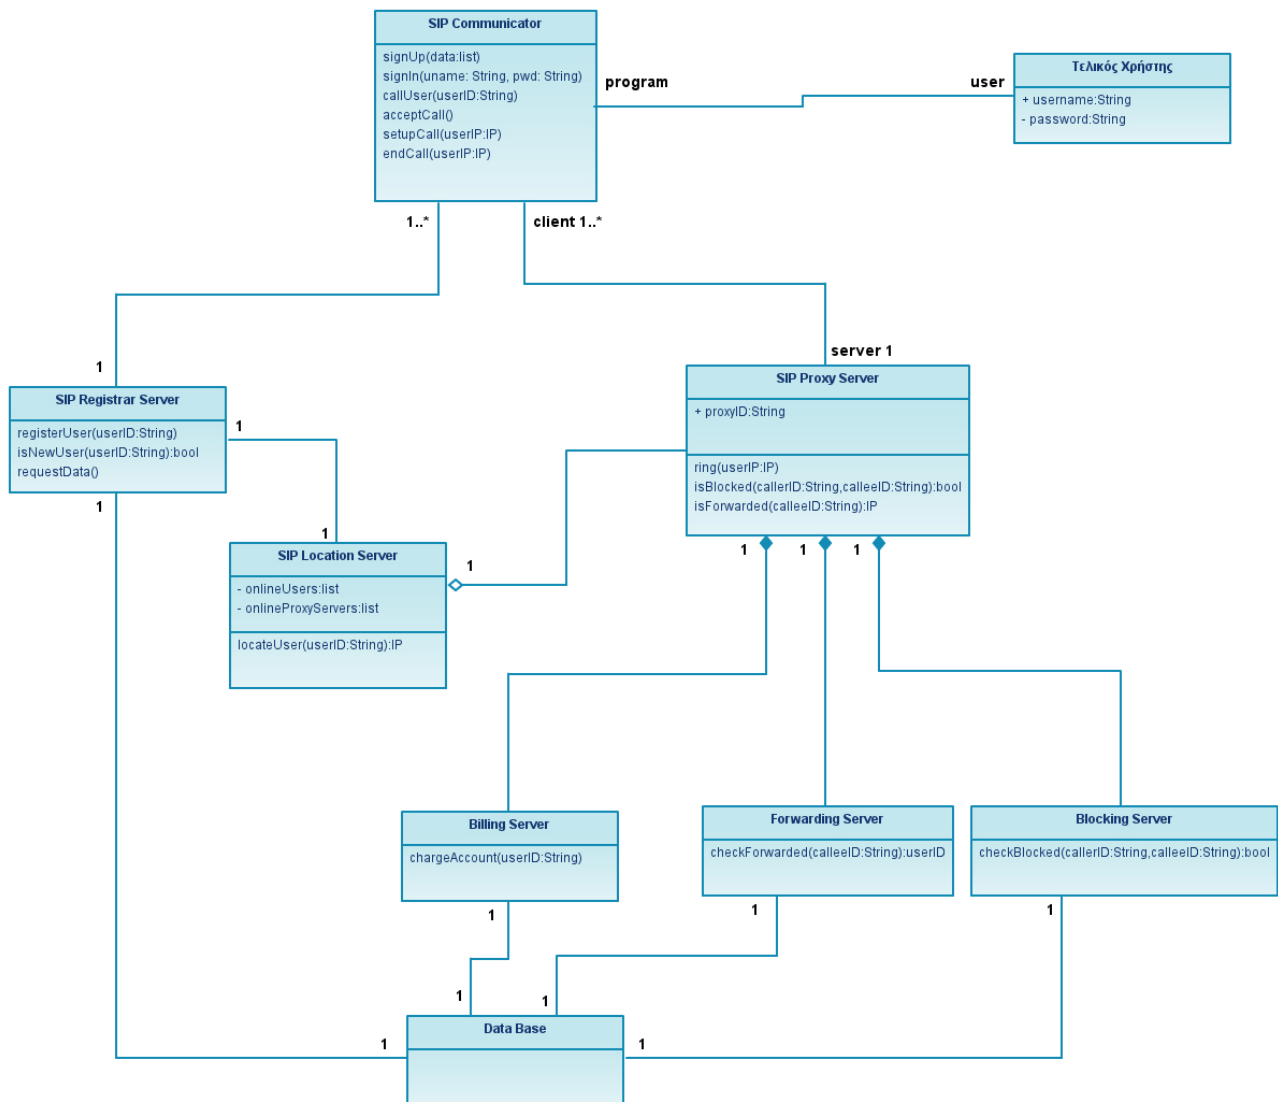 SIP Communicator
signUp(data:list)
signIn(uname: String, pwd: String)
callUser(userID:String)
acceptCall()
setupCall(userIP:IP)
endCall(userIP:IP)
program
user
Τελικός Χρήστης
+ username:String
- password:String
1..*
client 1..*
1
server 1
SIP Registrar Server
registerUser(userID:String)
isNewUser(userID:String):bool
requestData()
1
1
SIP Proxy Server
+ proxyID:String
ring(userIP:IP)
isBlocked(callerID:String,calleeID:String):bool
isForwarded(calleeID:String):IP
1
SIP Location Server
- onlineUsers:list
- onlineProxyServers:list
locateUser(userID:String):IP
1
1
1
1
Billing Server
chargeAccount(userID:String)
Forwarding Server
checkForwarded(calleeID:String):userID
Blocking Server
checkBlocked(callerID:String,calleeID:String):bool
1
1
1
1
1
1
1
Data Base